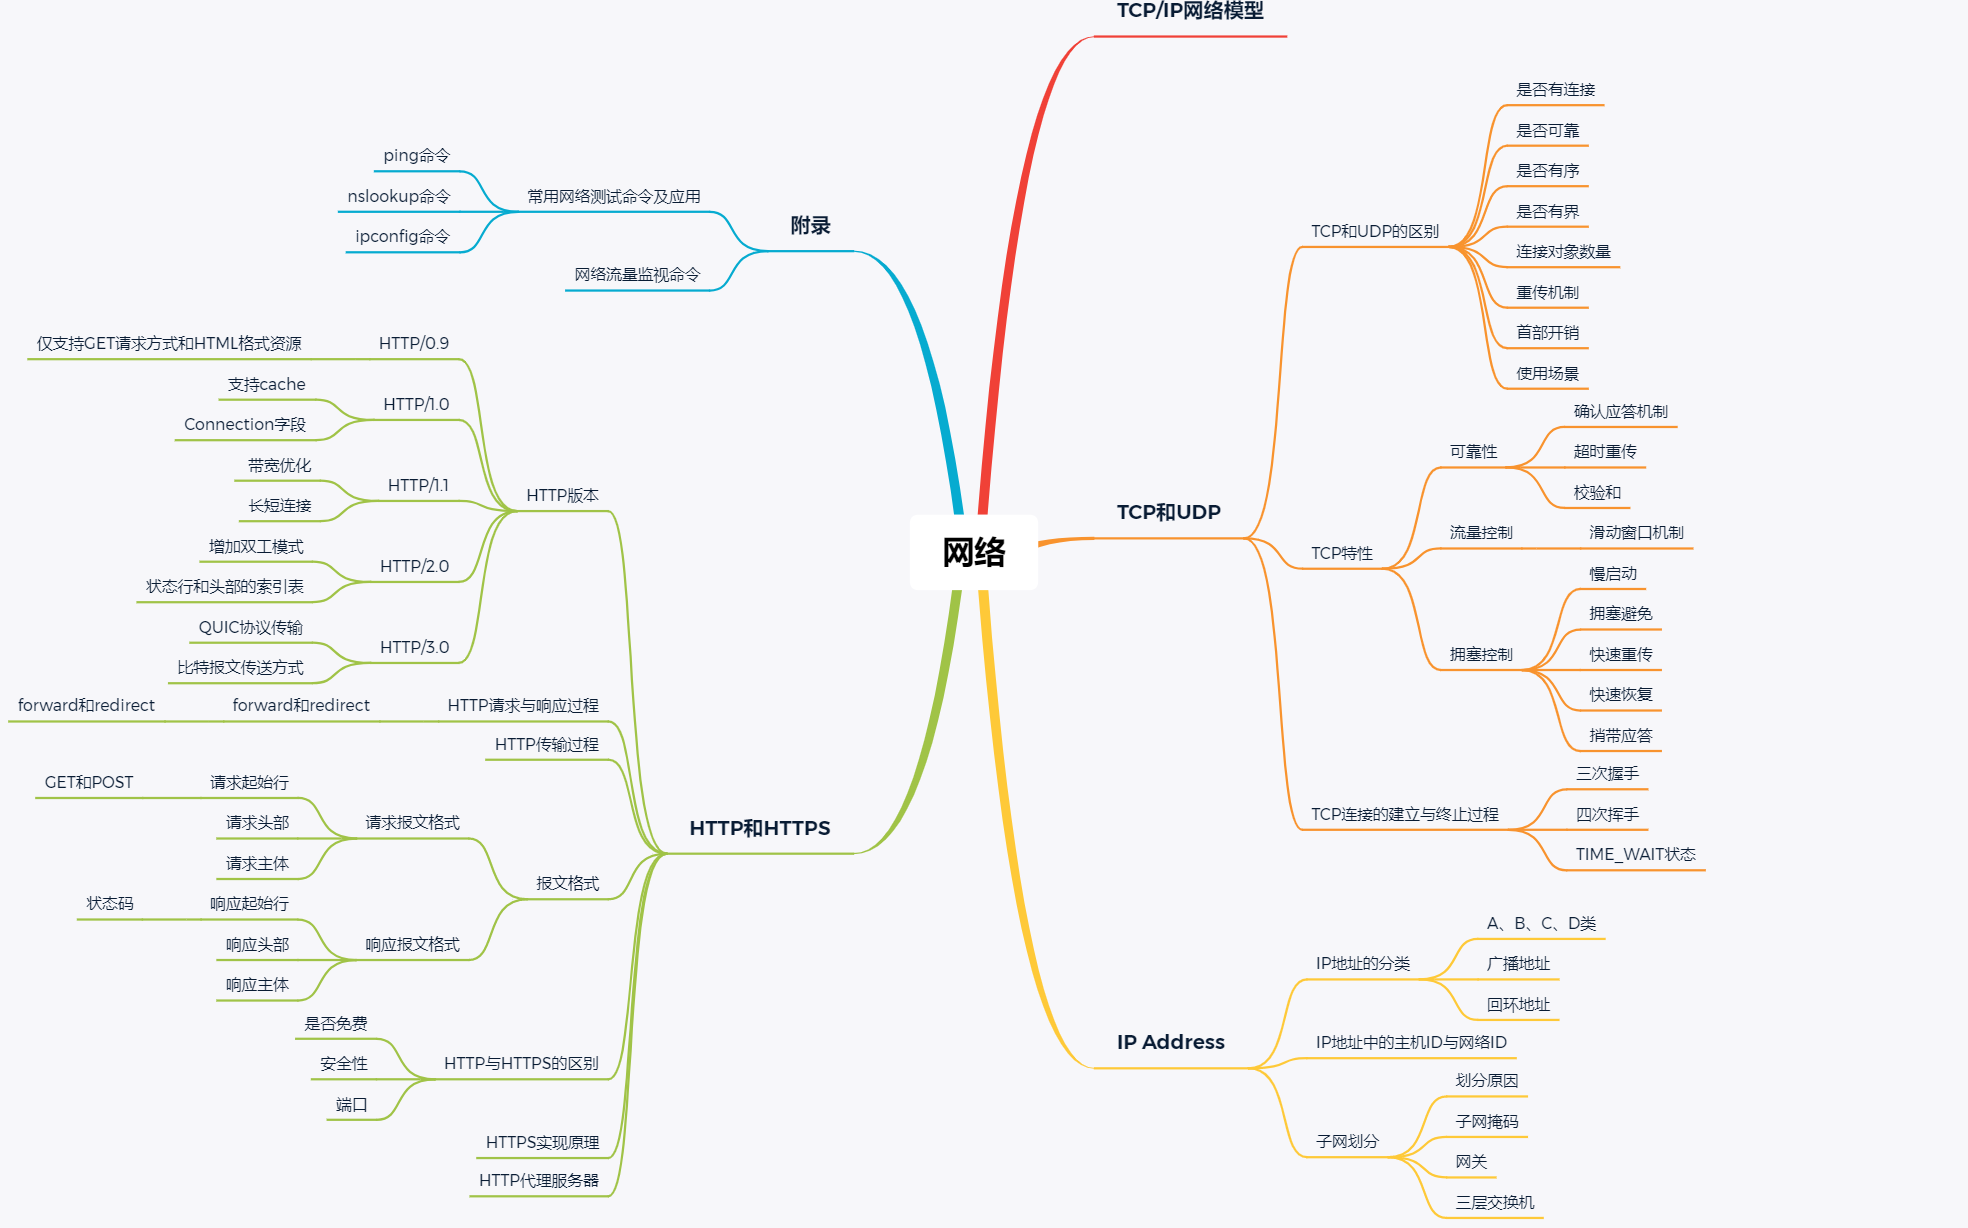 网络
TCP/IP网络模型
TCP和UDP
TCP和UDP的区别
是否有连接
是否可靠
是否有序
是否有界
连接对象数量
重传机制
首部开销
使用场景
TCP特性
可靠性
确认应答机制
超时重传
校验和
流量控制
滑动窗口机制
拥塞控制
慢启动
拥塞避免
快速重传
快速恢复
捎带应答
TCP连接的建立与终止过程
三次握手
四次挥手
TIME_WAIT状态
IP Address
IP地址的分类
A、B、C、D类
广播地址
回环地址
IP地址中的主机ID与网络ID
子网划分
划分原因
子网掩码
网关
三层交换机
附录
常用网络测试命令及应用
ping命令
nslookup命令
ipconfig命令
网络流量监视命令
HTTP和HTTPS
HTTP版本
HTTP/0.9
仅支持GET请求方式和HTML格式资源
HTTP/1.0
支持cache
Connection字段
HTTP/1.1
带宽优化
长短连接
HTTP/2.0
增加双工模式
状态行和头部的索引表
HTTP/3.0
QUIC协议传输
比特报文传送方式
HTTP请求与响应过程
forward和redirect
forward和redirect
HTTP传输过程
报文格式
请求报文格式
请求起始行
GET和POST
请求头部
请求主体
响应报文格式
响应起始行
状态码
响应头部
响应主体
HTTP与HTTPS的区别
是否免费
安全性
端口
HTTPS实现原理
HTTP代理服务器